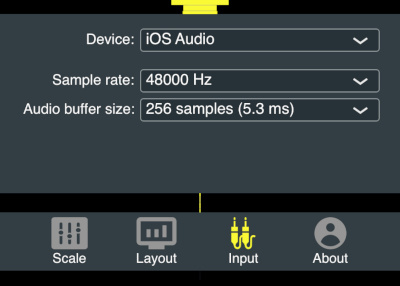 Device: iOS Audio
Sample rate: 48000 Hz
Audio buffer size: 256 samples (5.3 ms)
Scale Layout Input About